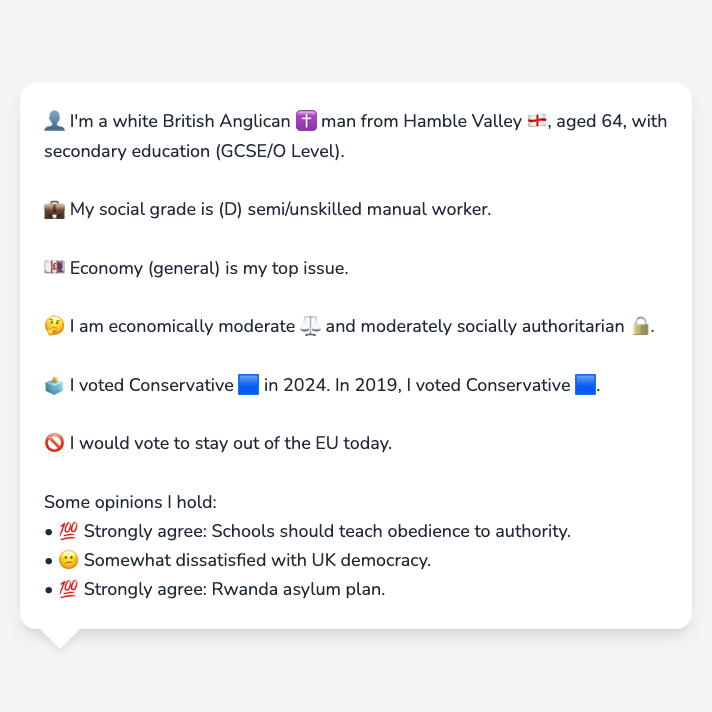 👤 I'm a white British Anglican ✝️ man from Hamble Valley 🏴󠁧󠁢󠁥󠁮󠁧󠁿, aged 64, with
secondary education (GCSE/O Level).
💼 My social grade is (D) semi/unskilled manual worker.
💷 Economy (general) is my top issue.
🤔 I am economically moderate ⚖️ and moderately socially authoritarian 🔒.
🗳️ I voted Conservative 🟦 in 2024. In 2019, I voted Conservative 🟦.
🚫 I would vote to stay out of the EU today.
Some opinions I hold:
• 💯 Strongly agree: Schools should teach obedience to authority.
• 🙁 Somewhat dissatisfied with UK democracy.
• 💯 Strongly agree: Rwanda asylum plan.